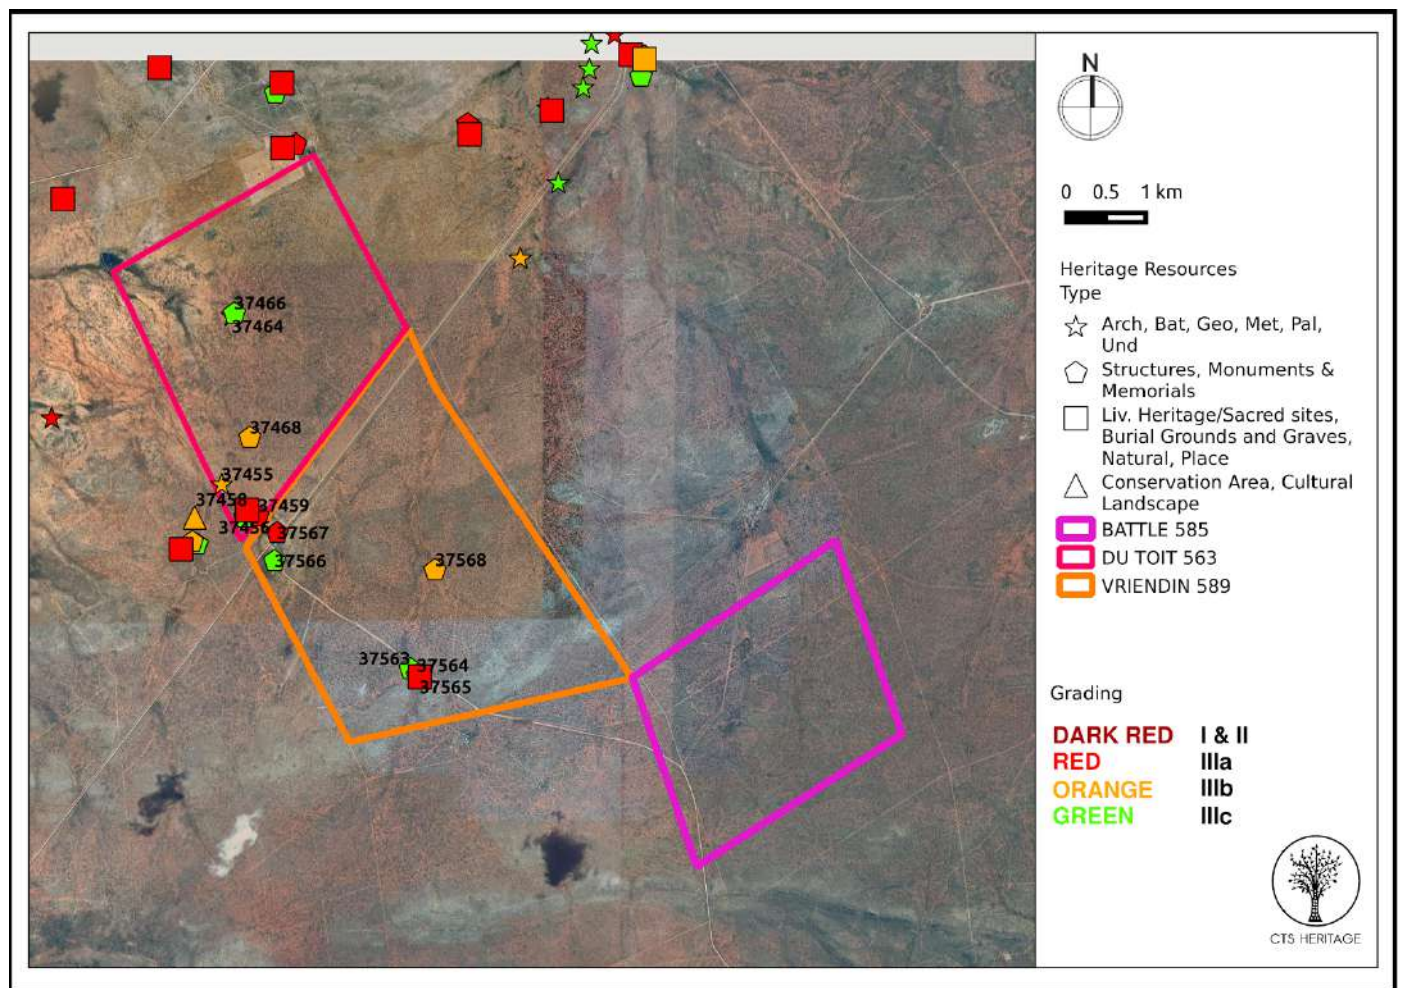 37466
37464
37468
37455
37458
37459
37456
37567
37566
37568
37563
37564
37565
N
0 0.5 1 km
Heritage Resources
Type
Arch, Bat, Geo, Met, Pal,
Und
Structures, Monuments &
Memorials
Liv. Heritage/Sacred sites,
Burial Grounds and Graves,
Natural, Place
Conservation Area, Cultural
Landscape
BATTLE 585
DU TOIT 563
VRIENDIN 589
Grading
DARK RED I & II
RED IIIa
ORANGE IIIb
GREEN IIIc
CTS HERITAGE